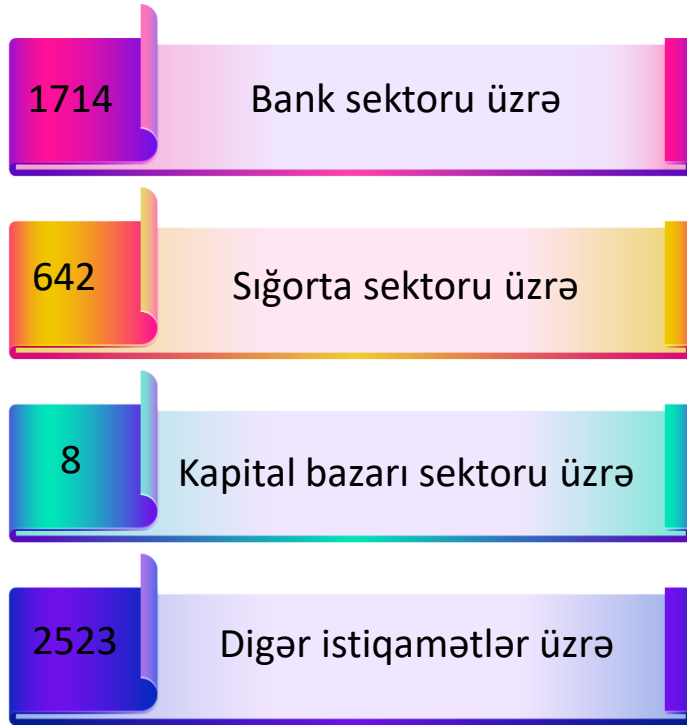 1714 Bank sektoru üzrə
642 Sığorta sektoru üzrə
8 Kapital bazarı sektoru üzrə
2523 Digər istiqamətlər üzrə